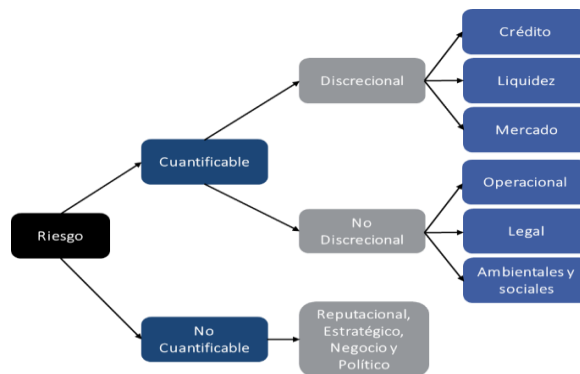 Riesgo
Cuantificable
No
Cuantificable
Discrecional
No
Discrecional
Reputacional,
Estratégico,
Negocio y
Político
Crédito
Liquidez
Mercado
Operacional
Legal
Ambientales y
sociales